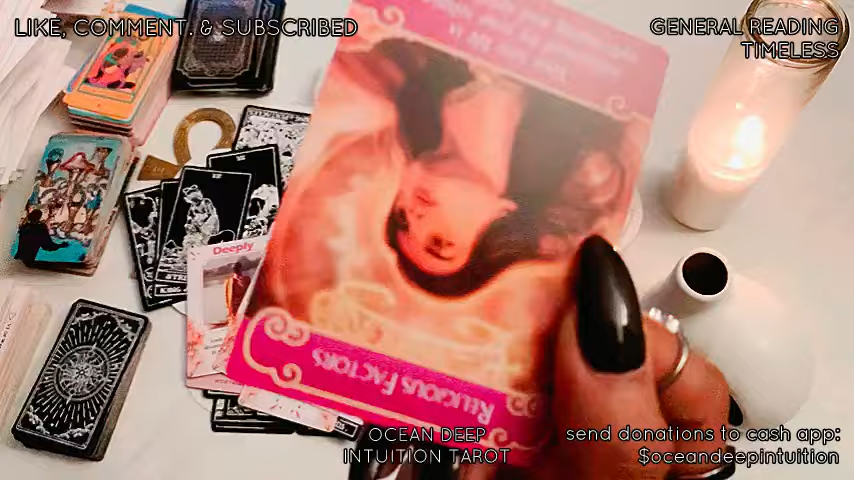 LIKE, COMMENT. & SUBSCRIBED
GENERAL READING
TIMELESS
Deeply
RELIGIOUS FACTORS
OCEAN DEEP
INTUITION TAROT
send donations to cash app:
$oceandeepintuition